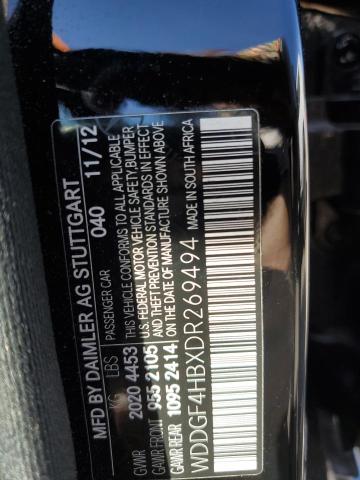 MFD BY DAIMLER AG STUTTGART
040 11/12
PASSENGER CAR
KG LBS
GVWR 2020 4453
GAWR FRONT 955 2105
GAWR REAR 1095 2414
THIS VEHICLE CONFORMS TO ALL APPLICABLE
U.S. FEDERAL MOTOR VEHICLE SAFETY, BUMPER
AND THEFT PREVENTION STANDARDS IN EFFECT
ON THE DATE OF MANUFACTURE SHOWN ABOVE.
WDDGF4HBXDR269494 MADE IN SOUTH AFRICA